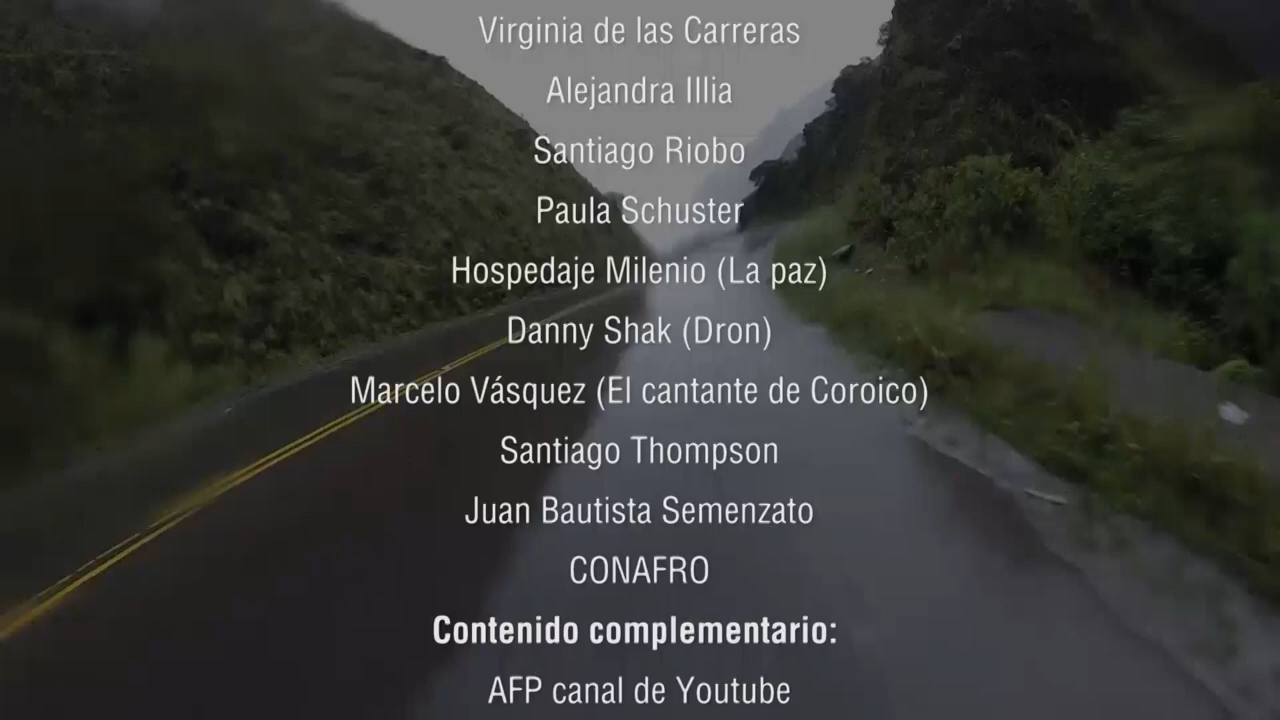 Virginia de las Carreras
Alejandra Illia
Santiago Riobo
Paula Schuster
Hospedaje Milenio (La paz)
Danny Shak (Dron)
Marcelo Vásquez (El cantante de Coroico)
Santiago Thompson
Juan Bautista Semenzato
CONAFRO
Contenido complementario:
AFP canal de Youtube